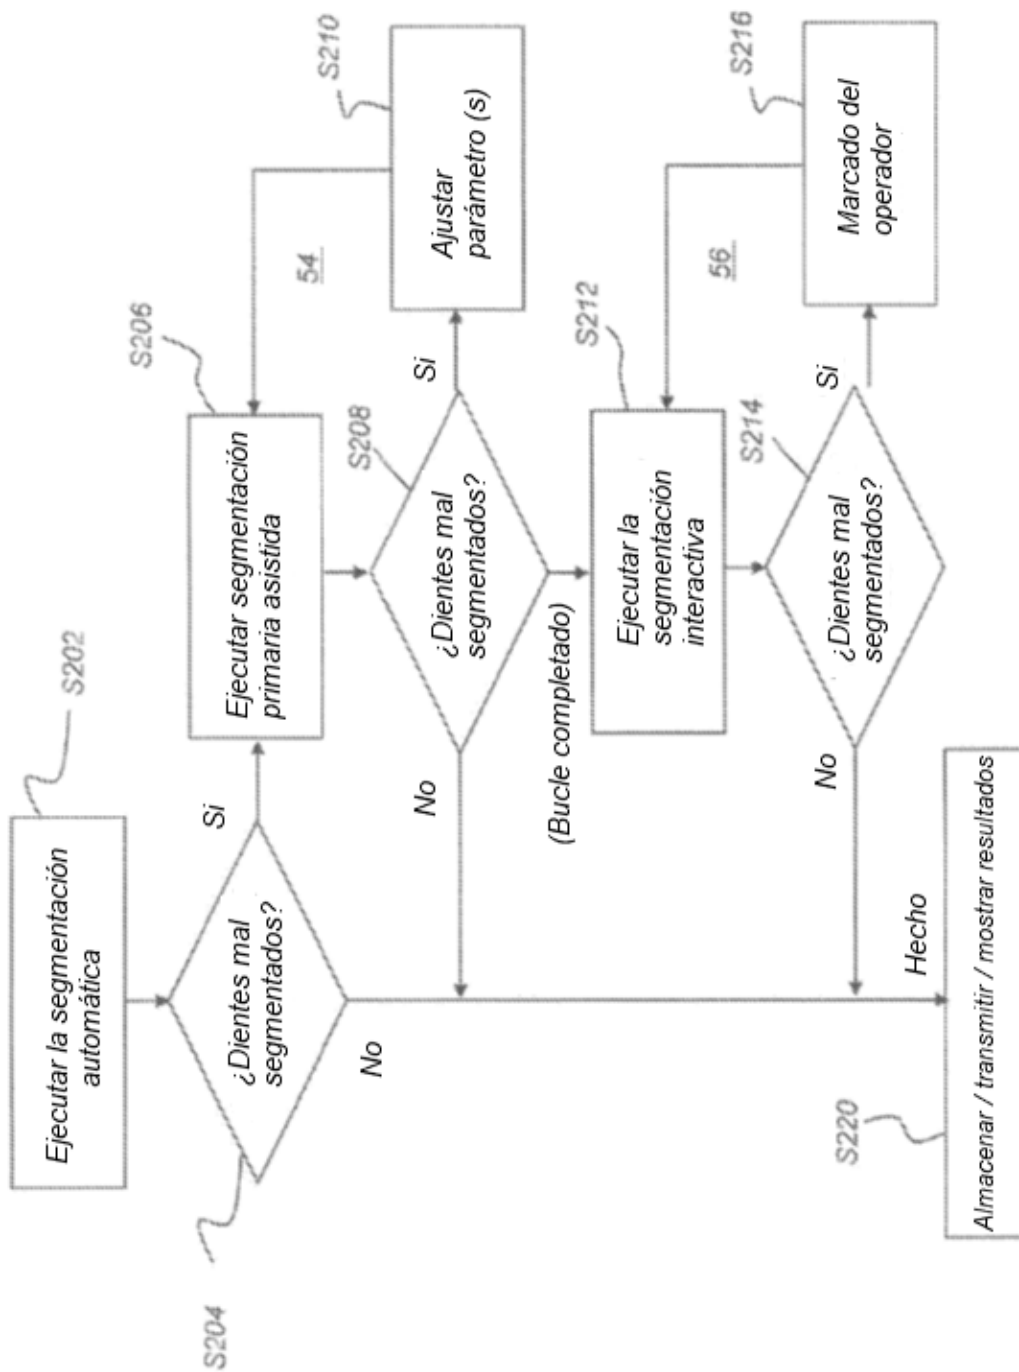 S202
Ejecutar la segmentación
automática
S204
¿Dientes mal
segmentados?
Si
No
S206
Ejecutar segmentación
primaria asistida
54
S208
¿Dientes mal
segmentados?
Si
No
(Bucle completado)
S210
Ajustar
parámetro (s)
S212
Ejecutar la
segmentación
interactiva
56
S214
¿Dientes mal
segmentados?
Si
No
S216
Marcado del
operador
Hecho
S220
Almacenar / transmitir / mostrar resultados